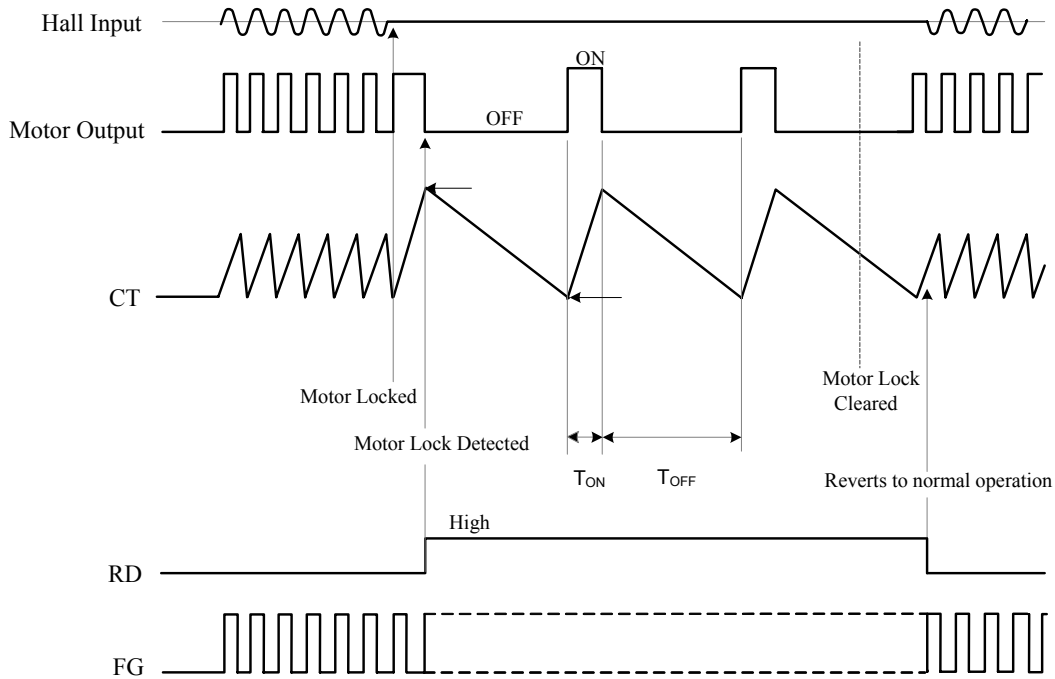 Hall Input
ON
Motor Output
OFF
CT
Motor Locked
Motor Lock
Cleared
Motor Lock Detected
TON
TOFF
Reverts to normal operation
High
RD
FG